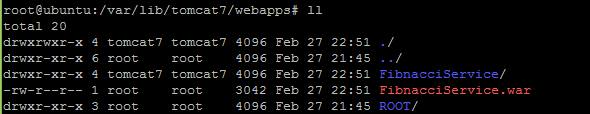 root@ubuntu:/var/lib/tomcat7/webapps# ll
total 20
drwxrwxr-x 4 tomcat7 tomcat7 4096 Feb 27 22:51 ./
drwxr-xr-x 6 root    root    4096 Feb 27 21:45 ../
drwxr-xr-x 4 tomcat7 tomcat7 4096 Feb 27 22:51 FibnacciService/
-rw-r--r-- 1 root    root    3042 Feb 27 22:51 FibnacciService.war
drwxr-xr-x 3 root    root    4096 Feb 27 21:45 ROOT/